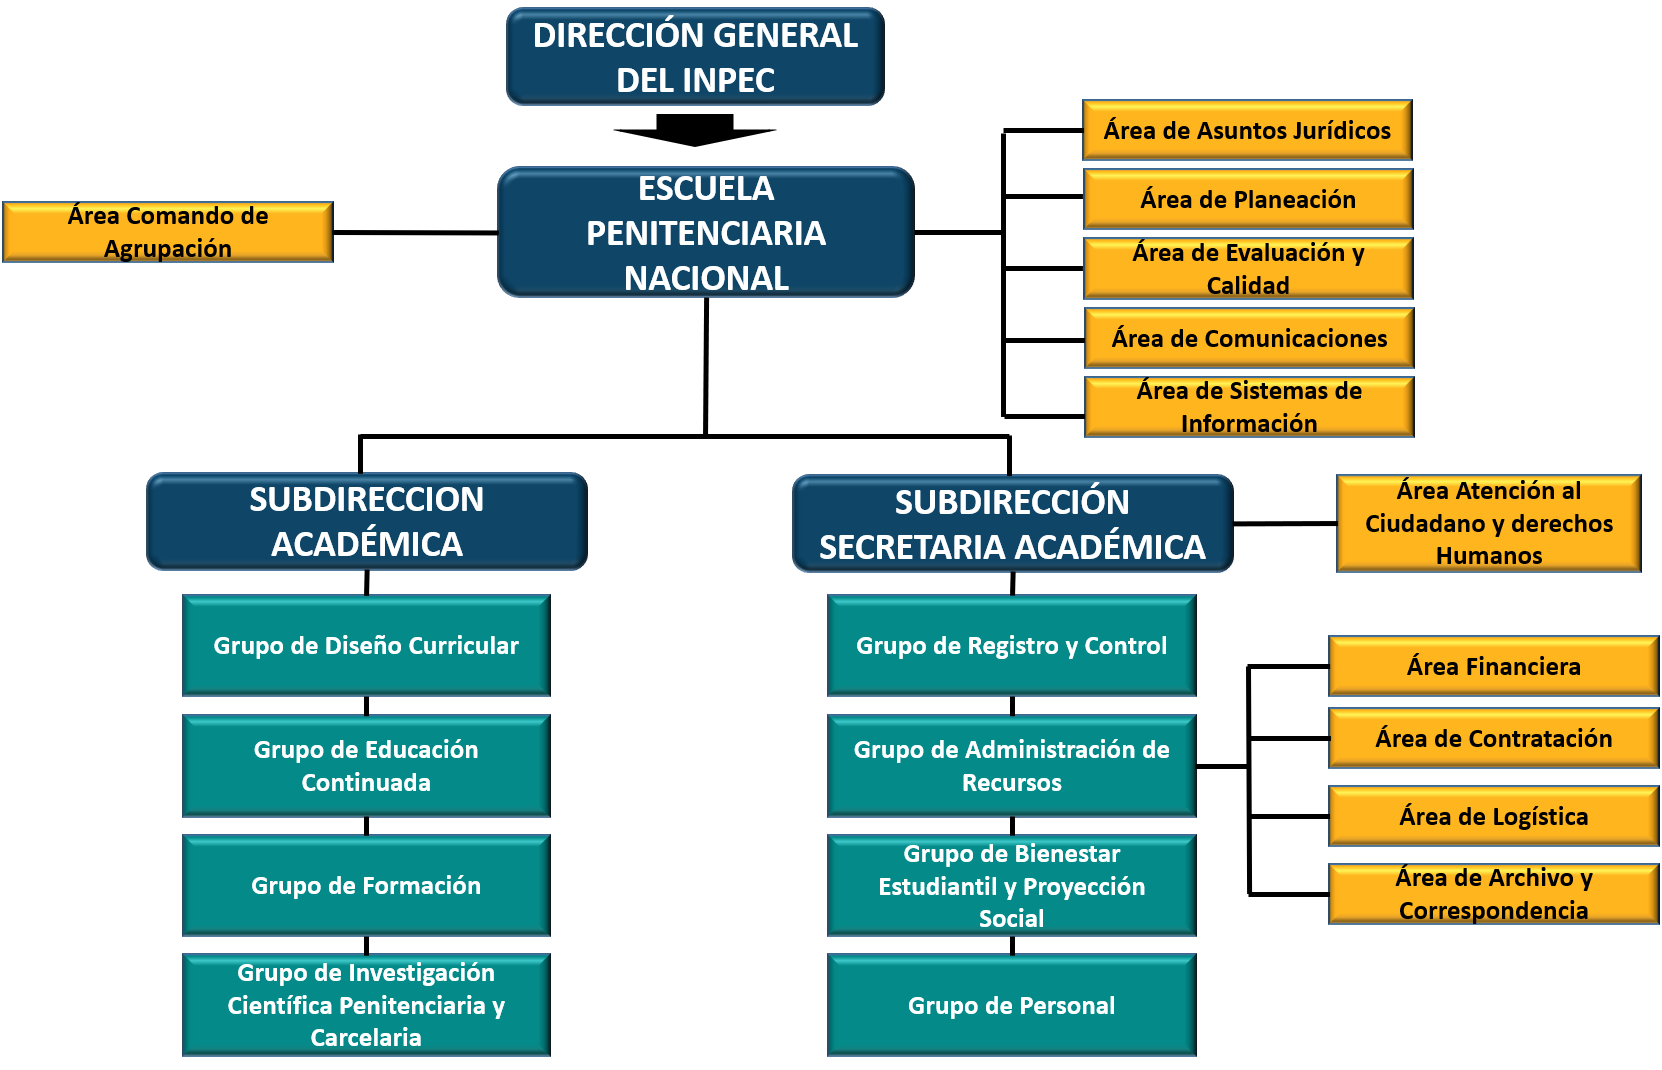 DIRECCIÓN GENERAL
DEL INPEC
ESCUELA
PENITENCIARIA
NACIONAL
Área Comando de
Agrupación
Área de Asuntos Jurídicos
Área de Planeación
Área de Evaluación y
Calidad
Área de Comunicaciones
Área de Sistemas de
Información
SUBDIRECCION
ACADÉMICA
Grupo de Diseño Curricular
Grupo de Educación
Continuada
Grupo de Formación
Grupo de Investigación
Científica Penitenciaria y
Carcelaria
SUBDIRECCIÓN
SECRETARIA ACADÉMICA
Área Atención al
Ciudadano y derechos
Humanos
Grupo de Registro y Control
Grupo de Administración de
Recursos
Grupo de Bienestar
Estudiantil y Proyección
Social
Grupo de Personal
Área Financiera
Área de Contratación
Área de Logística
Área de Archivo y
Correspondencia